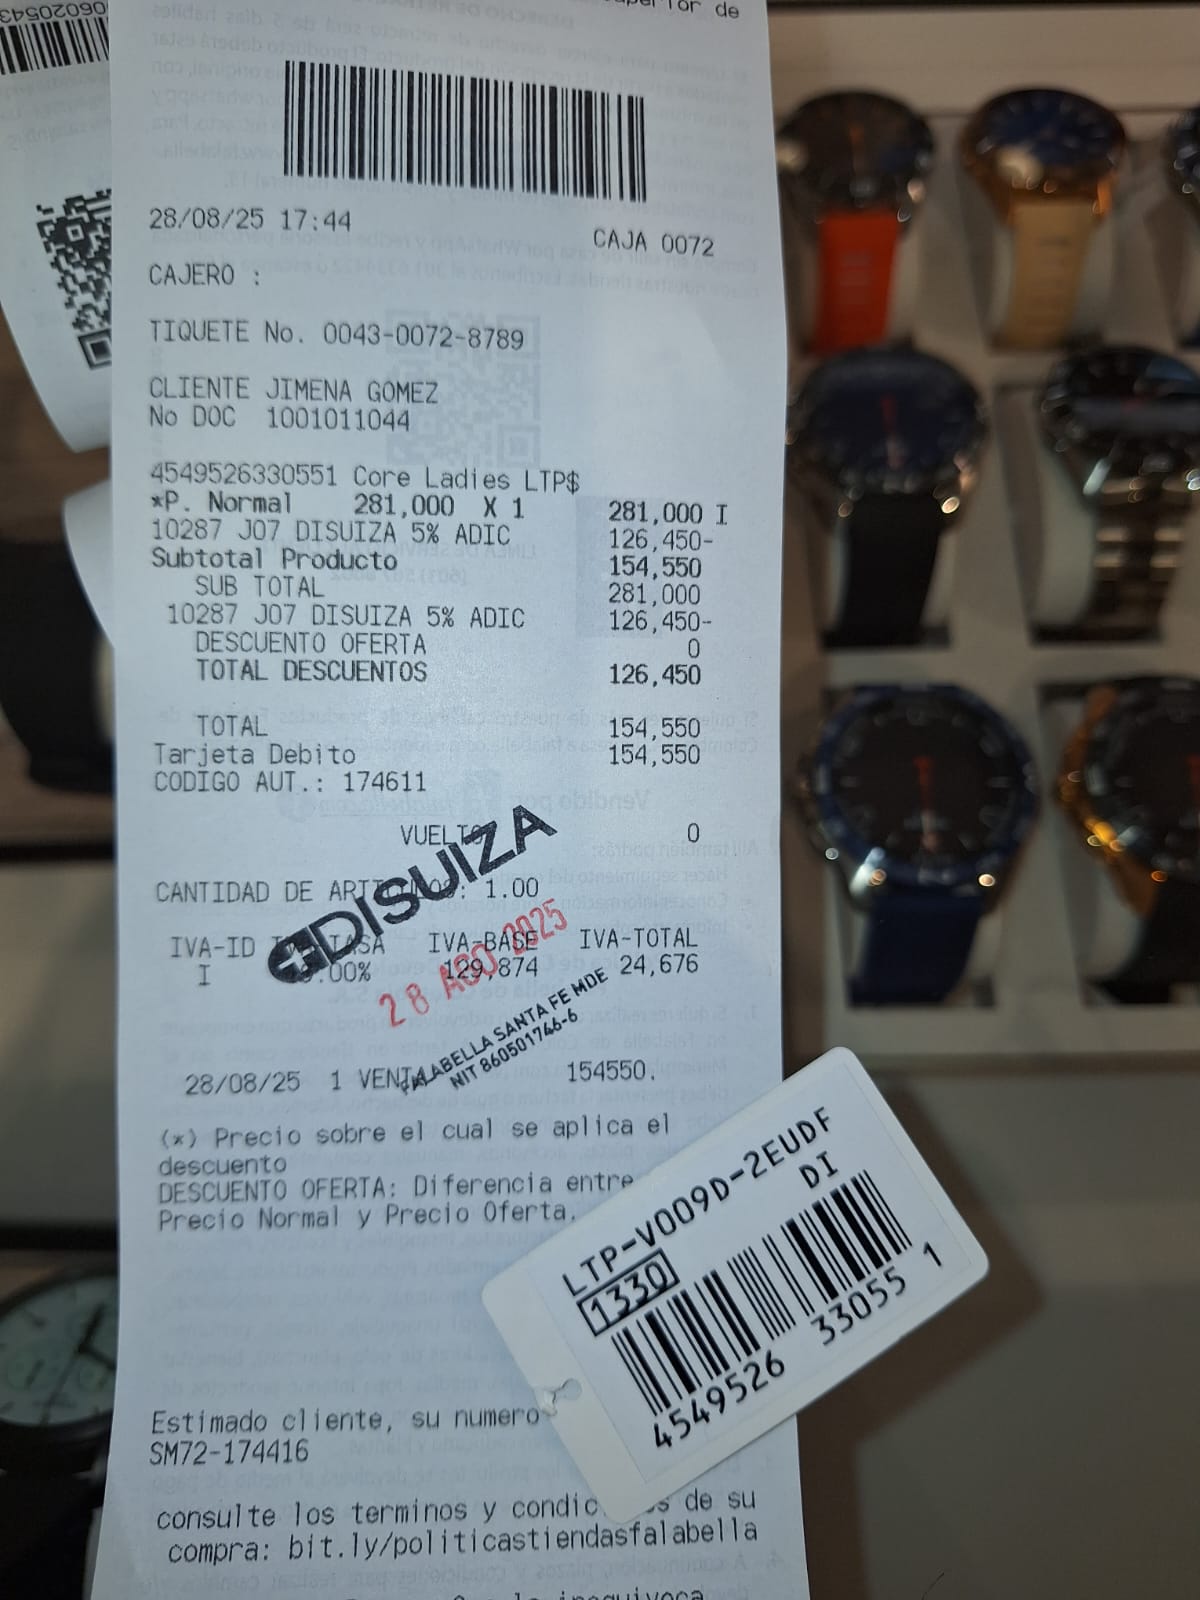 de
28/08/25 17:44
CAJA 0072
CAJERO :
TIQUETE No. 0043-0072-8789
CLIENTE JIMENA GOMEZ
No DOC 1001011044
4549526330551 Core Ladies LTP$
*P. Normal 281,000 X 1 281,000 I
10287 J07 DISUIZA 5% ADIC 126,450-
Subtotal Producto 154,550
SUB TOTAL 281,000
10287 J07 DISUIZA 5% ADIC 126,450-
DESCUENTO OFERTA 0
TOTAL DESCUENTOS 126,450
TOTAL 154,550
Tarjeta Debito 154,550
CODIGO AUT.: 174611
VUELTO 0
CANTIDAD DE : 1.00
DISUIZA
IVA-ID IVA-BASE IVA-TOTAL
I .00% 129,874 24,676
28 AGO 2025
FALABELLA SANTA FE MDE
NIT 860501746-6
28/08/25 1 VENTA 154550.
(*) Precio sobre el cual se aplica el
descuento
DESCUENTO OFERTA: Diferencia entre
Precio Normal y Precio Oferta.
LTP-V009D-2EUDF
DI
1330
4549526 33055 1
Estimado cliente, su numero
SM72-174416
consulte los terminos y de su
compra: bit.ly/politicastiendasfalabella